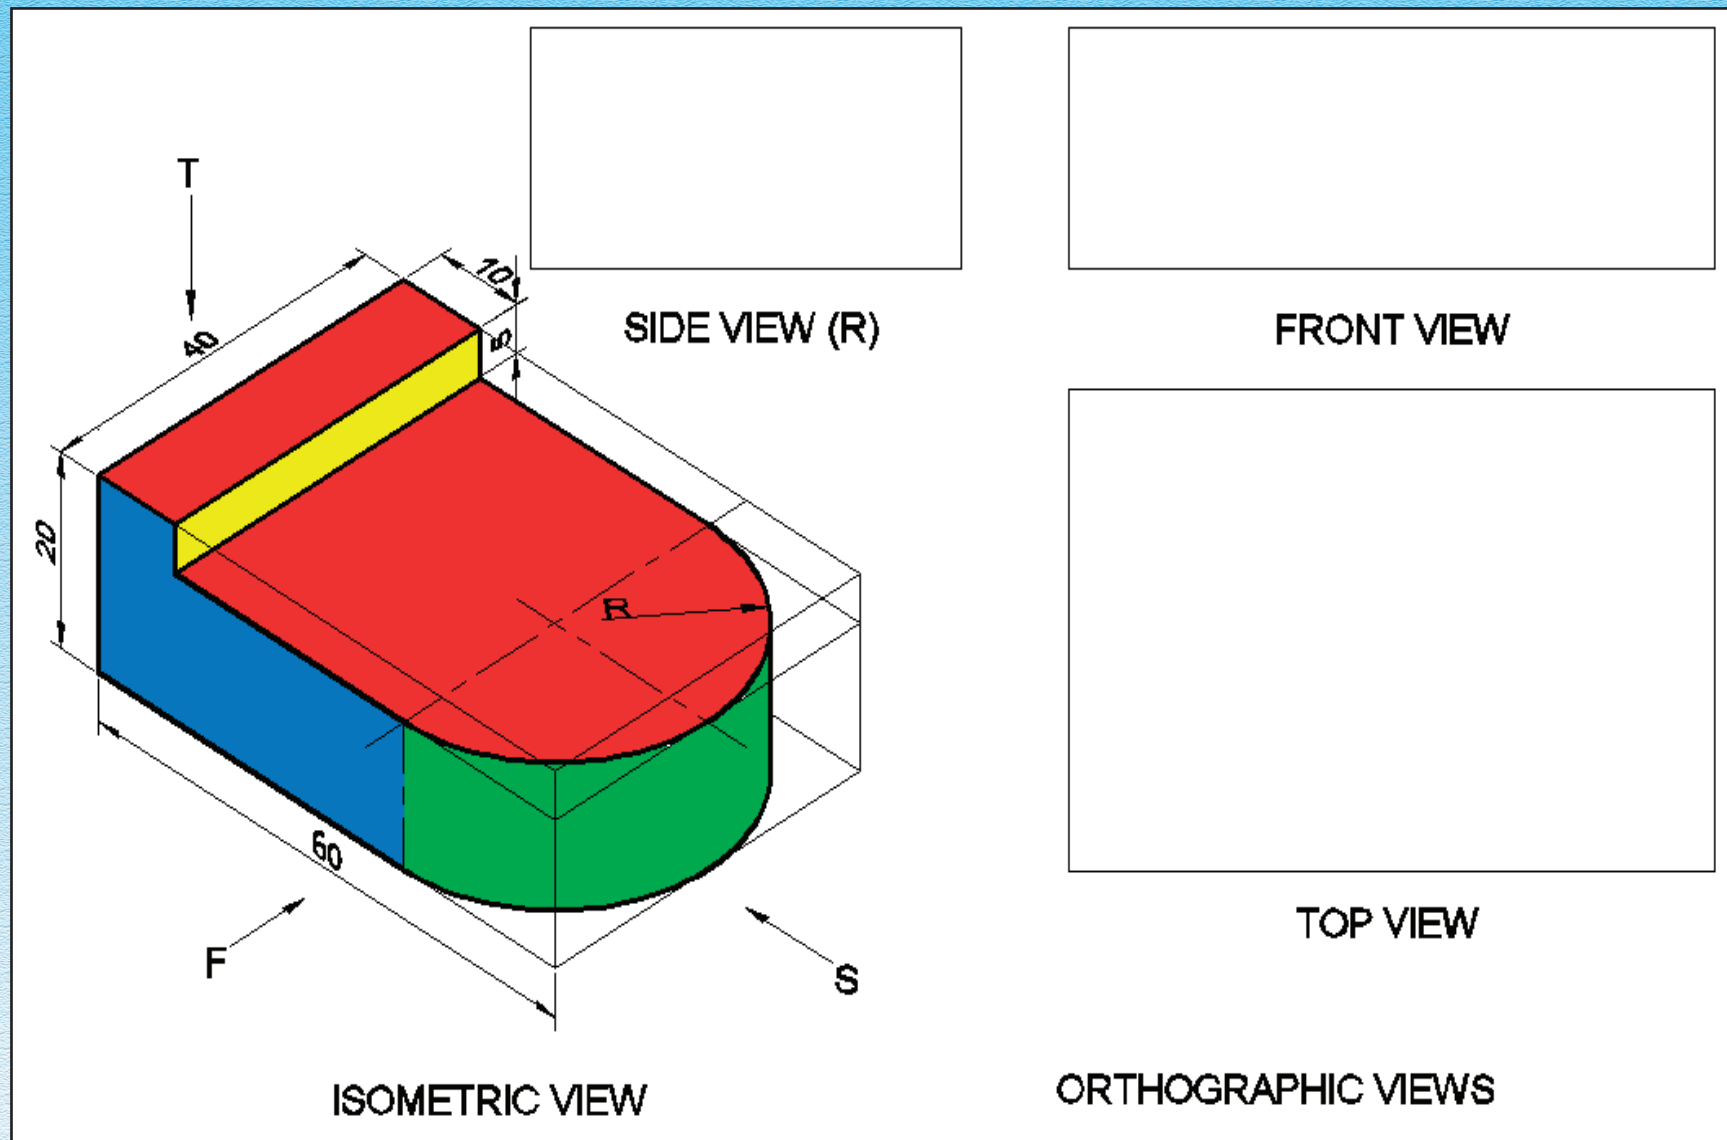 T
40
10
5
20
R
60
F
S
ISOMETRIC VIEW
SIDE VIEW (R)
FRONT VIEW
TOP VIEW
ORTHOGRAPHIC VIEWS